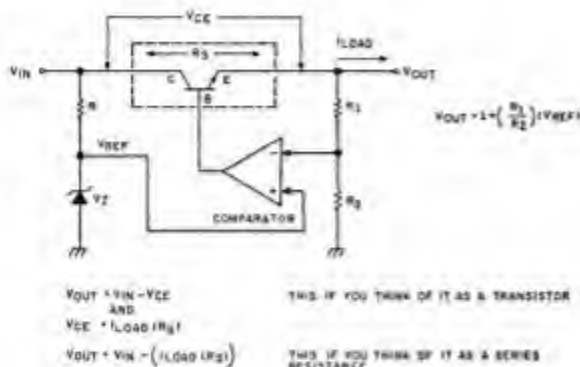 VCE
RS
ILOAD
VIN
C
E
B
VOUT
R
R1
VOUT = 1+(R1/R2)(VREF)
VREF
-
+
VZ
COMPARATOR
R2
VOUT = VIN - VCE
AND
VCE = ILOAD (RS)
THIS IF YOU THINK OF IT AS A TRANSISTOR
VOUT = VIN - (ILOAD (RS))
THIS IF YOU THINK OF IT AS A SERIES
RESISTANCE